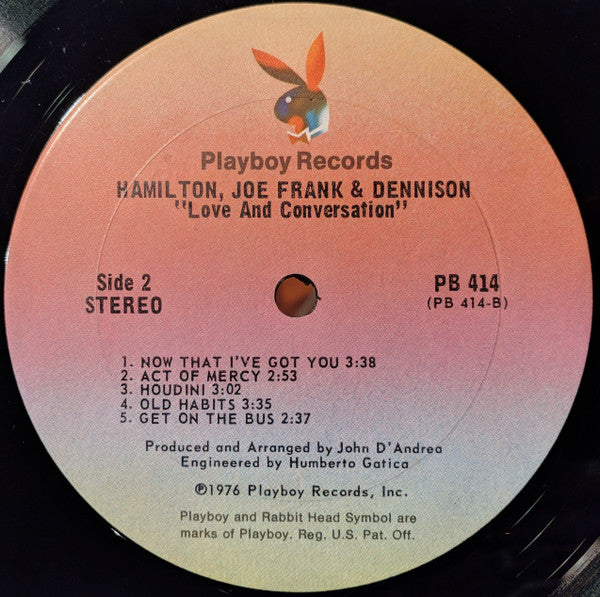 Playboy Records
HAMILTON, JOE FRANK & DENNISON
"Love And Conversation"
Side 2
STEREO
PB 414
(PB 414-B)
1. NOW THAT I'VE GOT YOU 3:38
2. ACT OF MERCY 2:53
3. HOUDINI 3:02
4. OLD HABITS 3:35
5. GET ON THE BUS 2:37
Produced and Arranged by John D'Andrea
Engineered by Humberto Gatica
℗1976 Playboy Records, Inc.
Playboy and Rabbit Head Symbol are
marks of Playboy. Reg. U.S. Pat. Off.